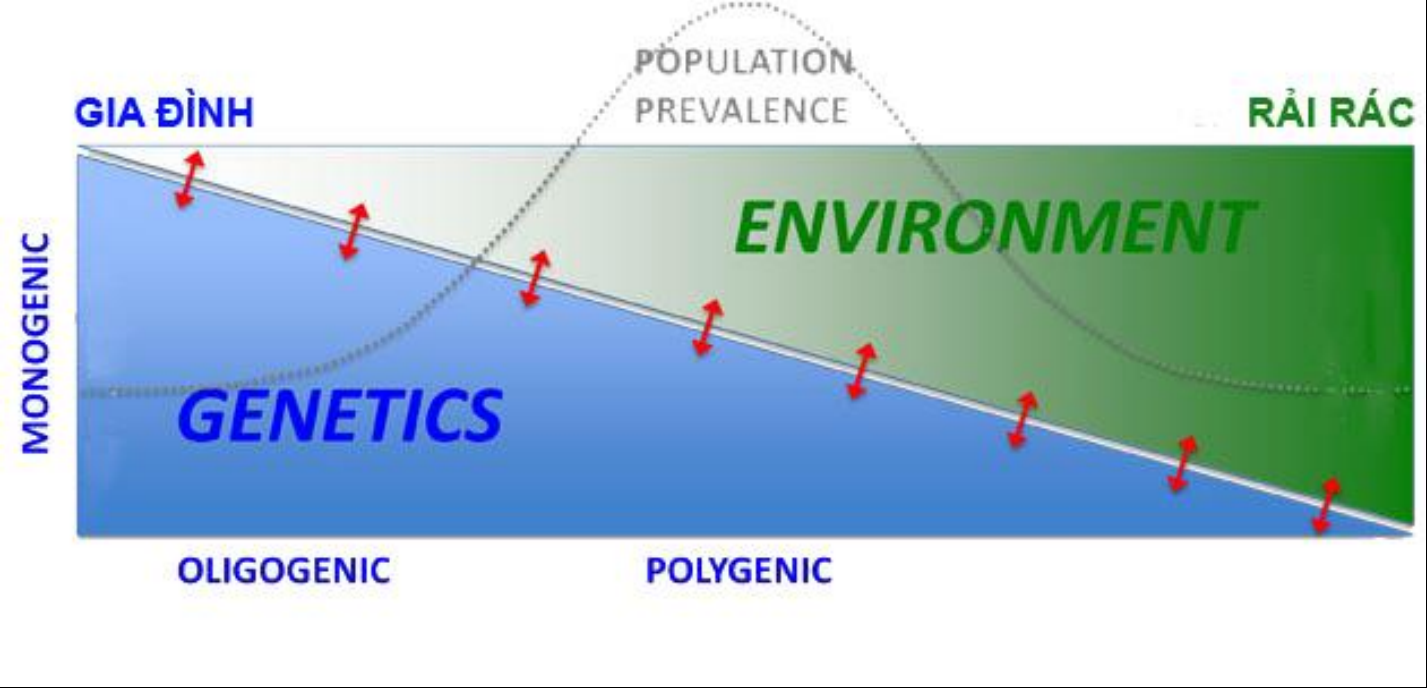 POPULATION
PREVALENCE
GIA ĐÌNH
RẢI RÁC
ENVIRONMENT
MONOGENIC
GENETICS
OLIGOGENIC
POLYGENIC